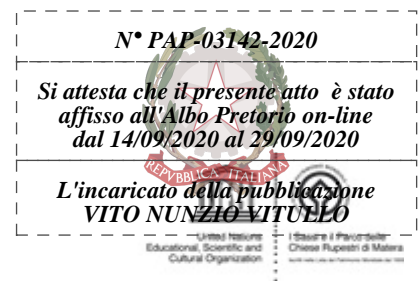 N° PAP-03142-2020
Si attesta che il presente atto è stato
affisso all'Albo Pretorio on-line
dal 14/09/2020 al 29/09/2020
REPVBBLICA ITALIANA
L'incaricato della pubblicazione
VITO NUNZIO VITULLO
United Nations
Educational, Scientific and
Cultural Organization
I Sassi e il Parco delle
Chiese Rupestri di Matera